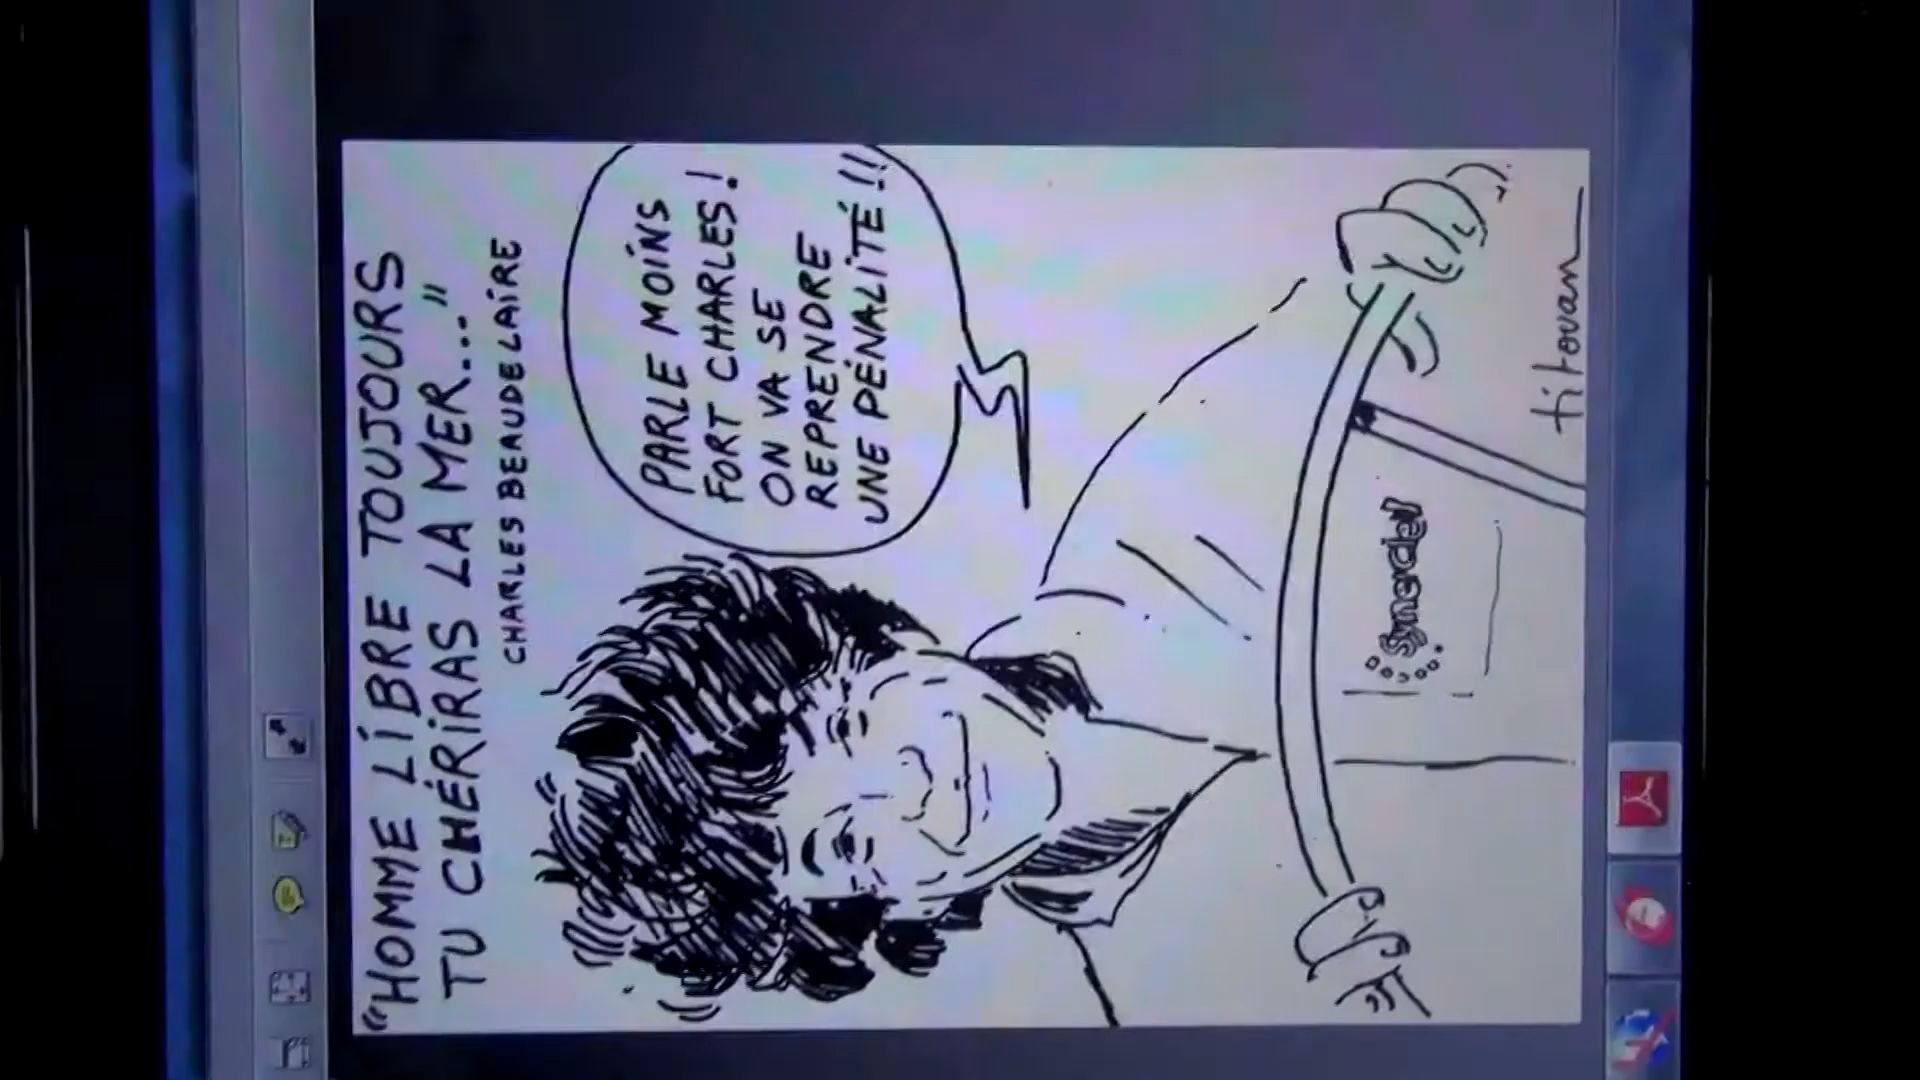 "HOMME LIBRE TOUJOURS
TU CHÉRIRAS LA MER..."
CHARLES BEAUDELAIRE
PARLE MOINS
FORT CHARLES!
ON VA SE
REPRENDRE
UNE PÉNALITÉ!!
Synerciel
titouan